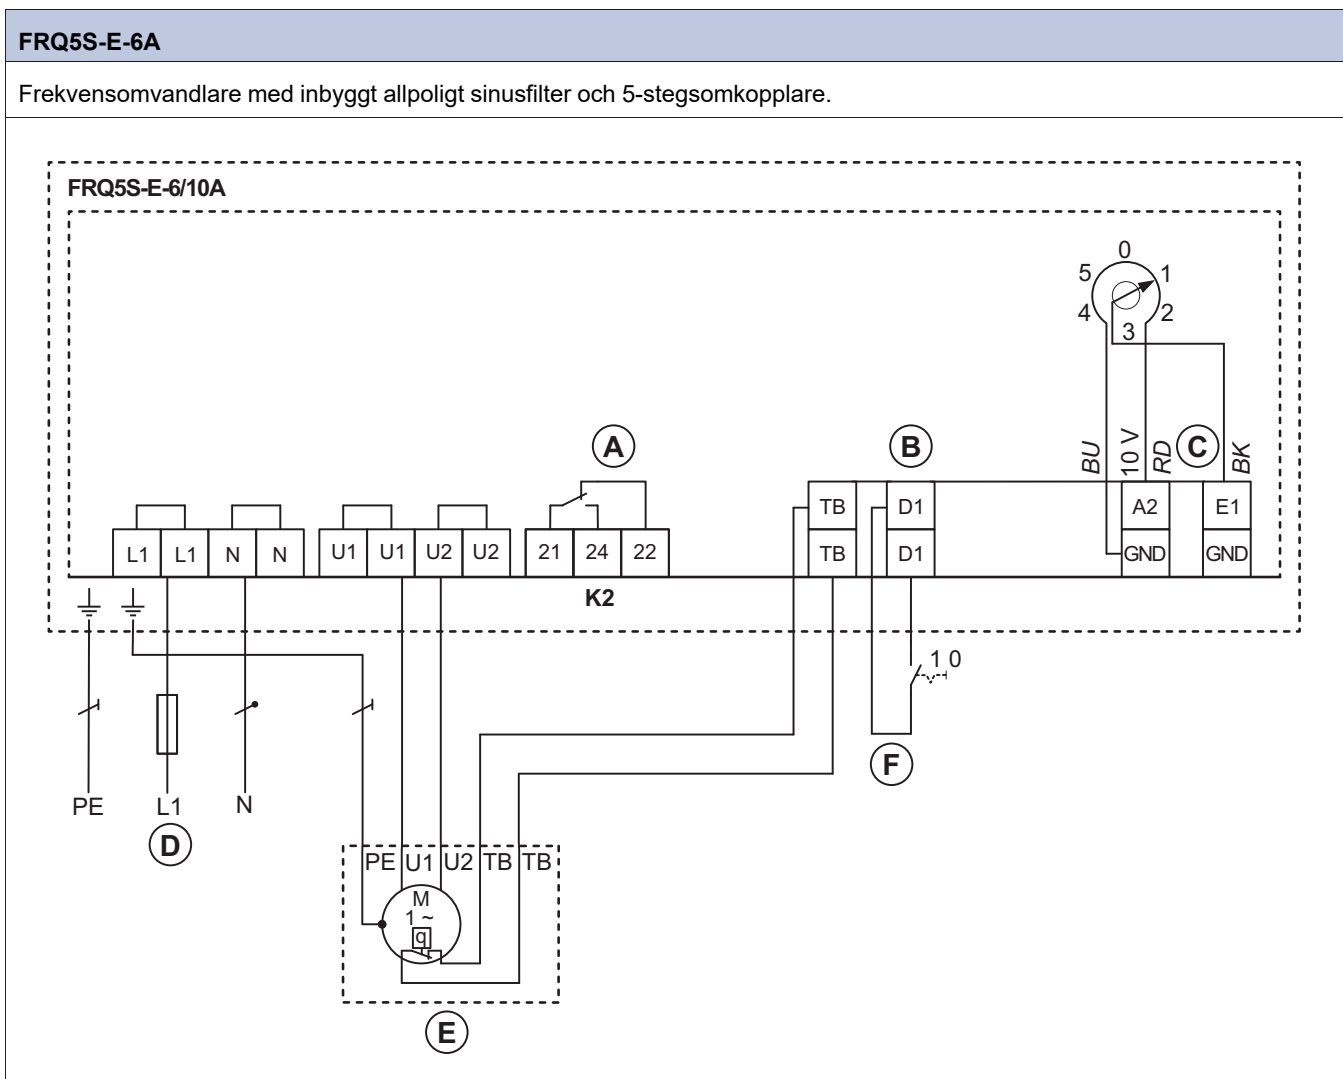 FRQ5S-E-6A
Frekvensomvandlare med inbyggt allpoligt sinusfilter och 5-stegsomkopplare.
FRQ5S-E-6/10A
0
5 1
4 2
3
A B C
BU 10 V RD BK
TB D1 A2 E1
L1 L1 N N U1 U1 U2 U2 21 24 22 TB D1 GND GND
K2
1 0
F
PE L1 N
D
PE U1 U2 TB TB
M
1 ~
q
E